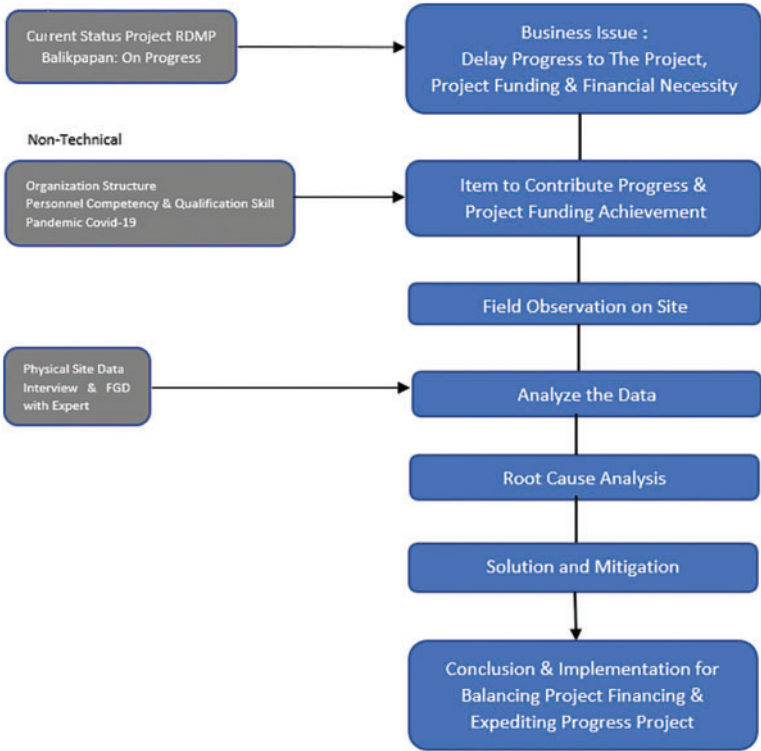 Current Status Project RDMP
Balikpapan: On Progress
Business Issue :
Delay Progress to The Project,
Project Funding & Financial Necessity
Non-Technical
Organization Structure
Personnel Competency & Qualification Skill
Pandemic Covid-19
Item to Contribute Progress &
Project Funding Achievement
Field Observation on Site
Physical Site Data
Interview & FGD
with Expert
Analyze the Data
Root Cause Analysis
Solution and Mitigation
Conclusion & Implementation for
Balancing Project Financing &
Expediting Progress Project